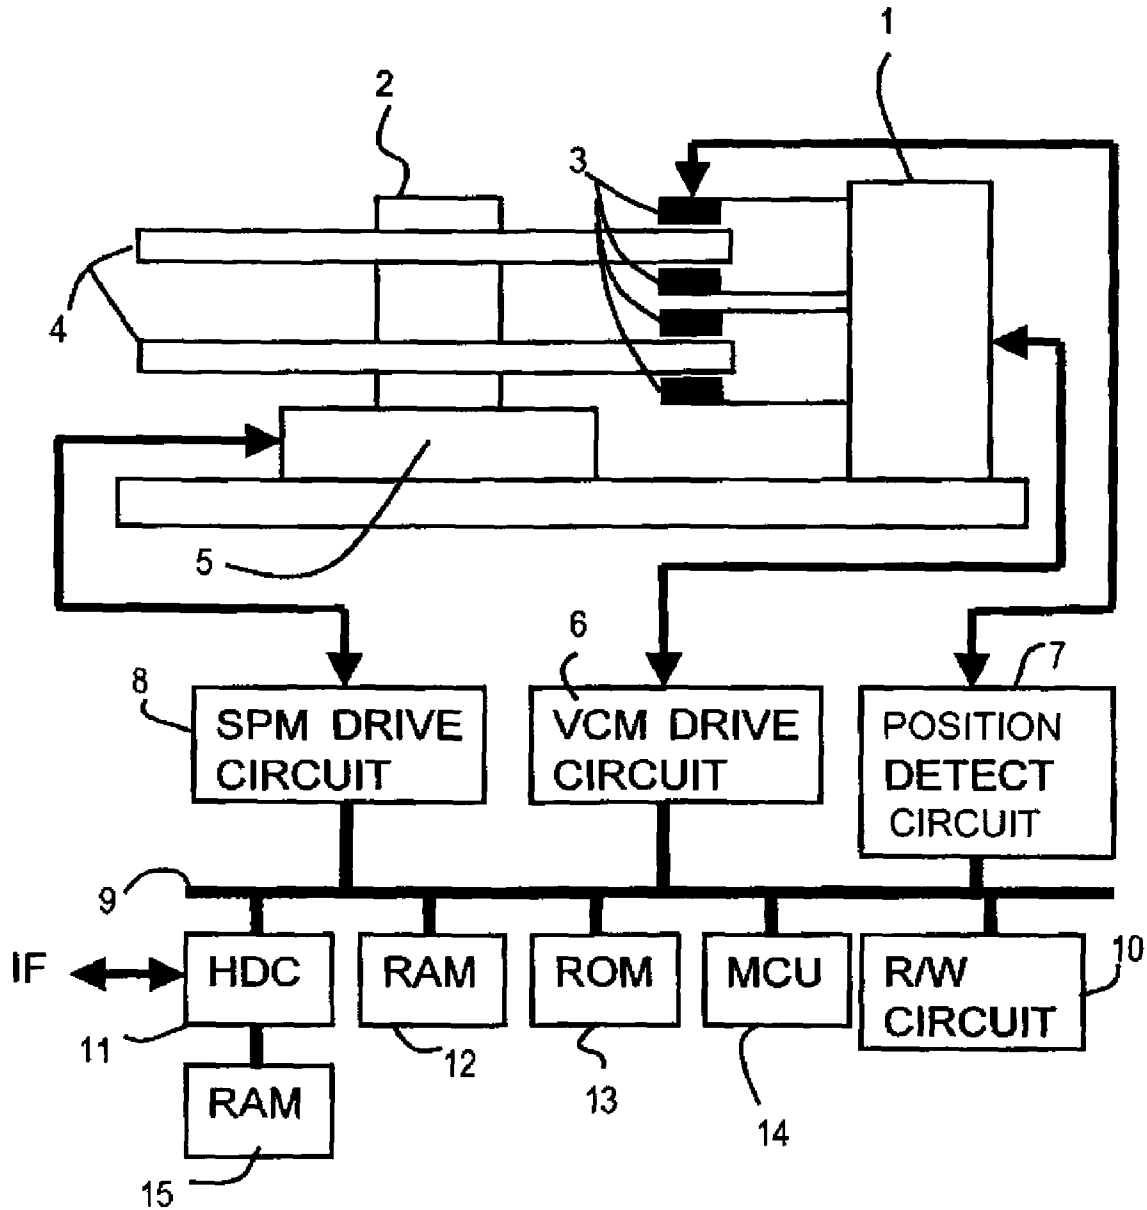 1
2
3
4
5
6
7
8
SPM DRIVE
CIRCUIT
VCM DRIVE
CIRCUIT
POSITION
DETECT
CIRCUIT
9
IF
HDC
RAM
ROM
MCU
R/W
CIRCUIT
10
11
12
13
14
RAM
15